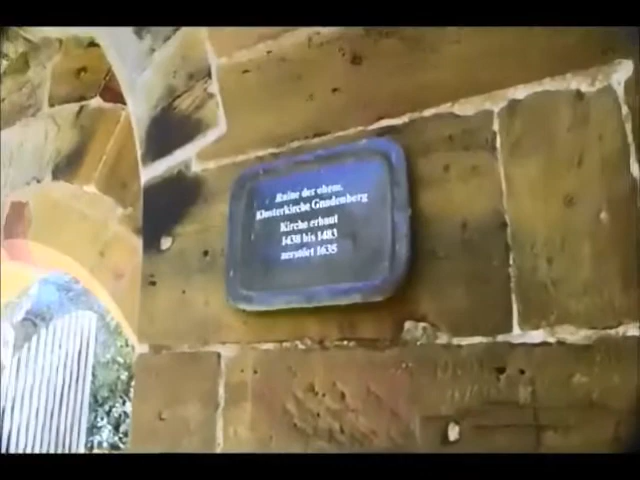 Ruine der ehem.
Klosterkirche Gnadenberg
Kirche erbaut
1438 bis 1483
zerstört 1635